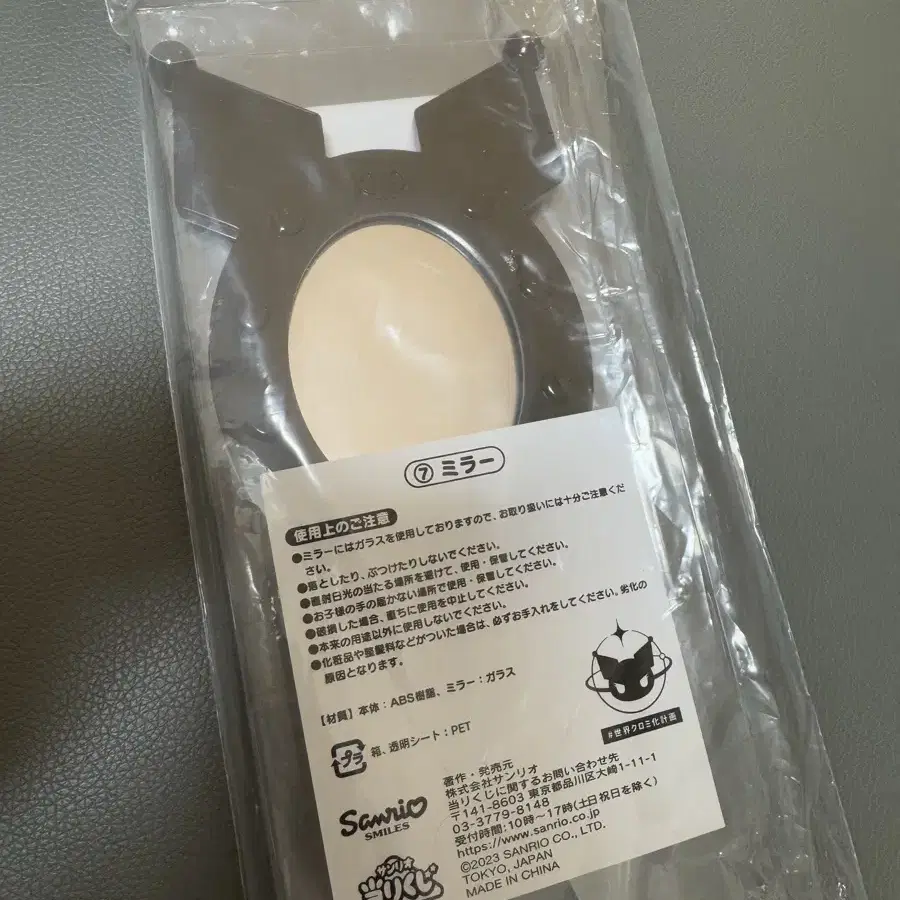 ⑦ ミラー
使用上のご注意
●ミラーにはガラスを使用しておりますので、お取り扱いには十分ご注意くだ
さい。
●落としたり、ぶつけたりしないでください。
●直射日光の当たる場所を避けて、使用・保管してください。
●お子様の手の届かない場所で使用・保管してください。
●破損した場合、直ちに使用を中止してください。
●本来の用途以外に使用しないでください。
●化粧品や整髪料などがついた場合は、必ずお手入れをしてください。劣化の
原因となります。
【材質】本体：ABS樹脂、ミラー：ガラス
プラ
箱、透明シート：PET
#世界クロミ化計画
著作・発売元
株式会社サンリオ
当りくじに関するお問い合わせ先
〒141-8603 東京都品川区大崎1-11-1
03-3779-8148
受付時間：10時～17時(土日祝日を除く)
https://www.sanrio.co.jp
©2023 SANRIO CO., LTD.
TOKYO, JAPAN
MADE IN CHINA
Sanrio
SMILES
サンリオ
当りくじ